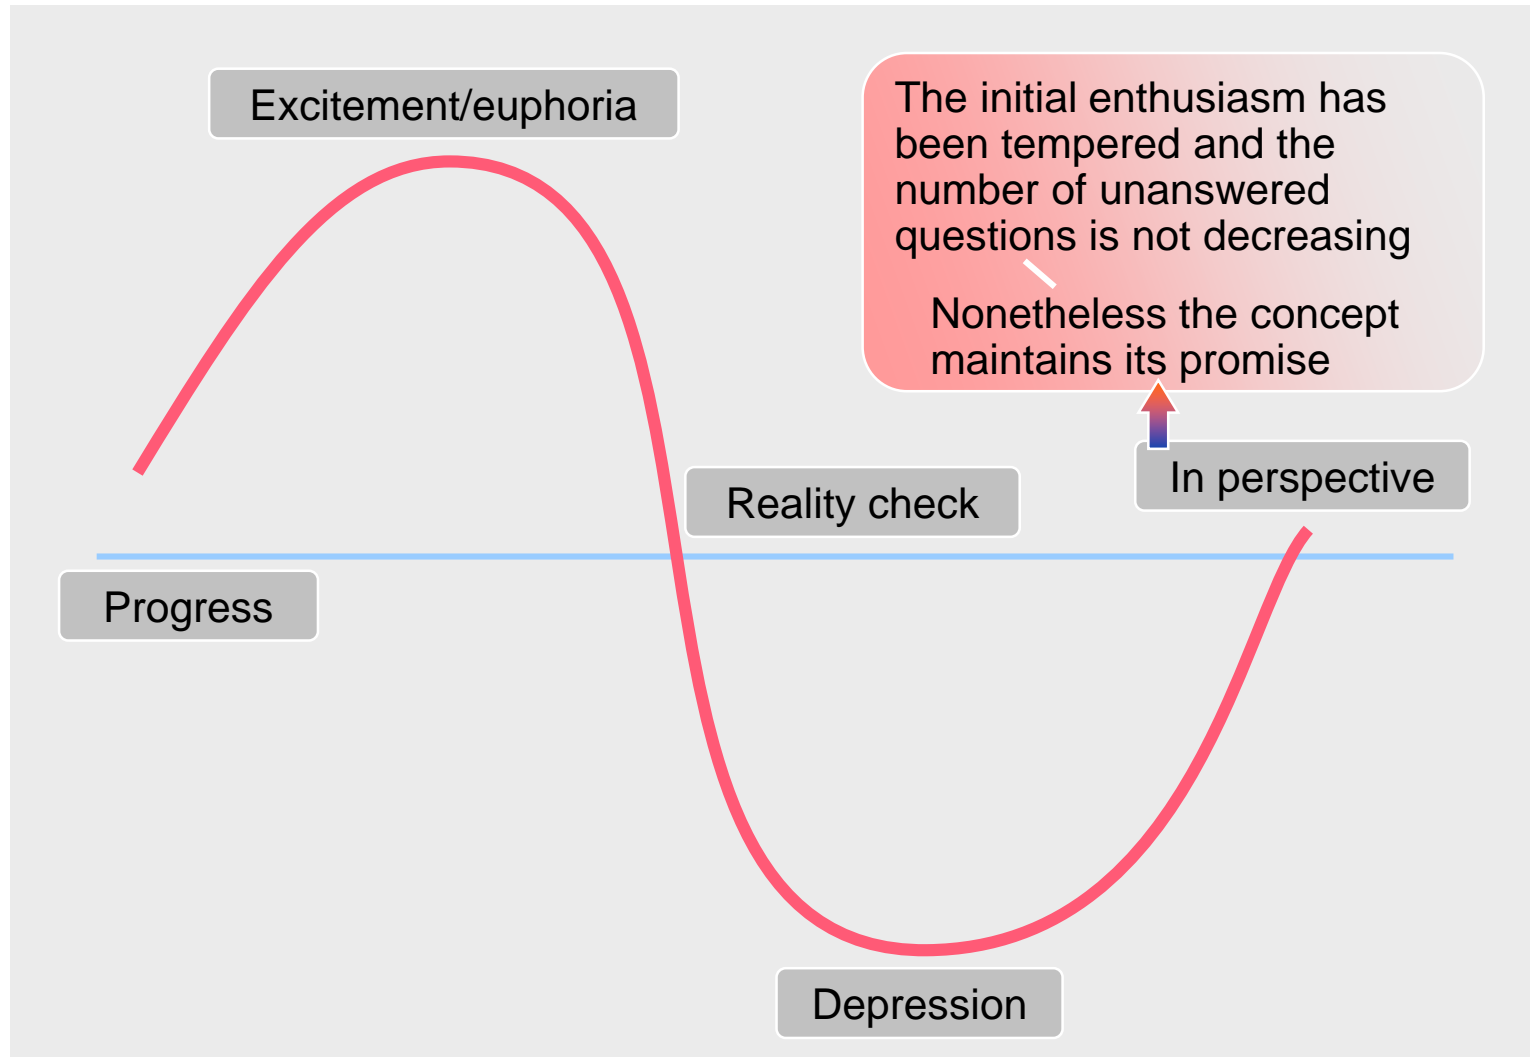 Excitement/euphoria
The initial enthusiasm has
been tempered and the
number of unanswered
questions is not decreasing
Nonetheless the concept
maintains its promise
In perspective
Reality check
Progress
Depression